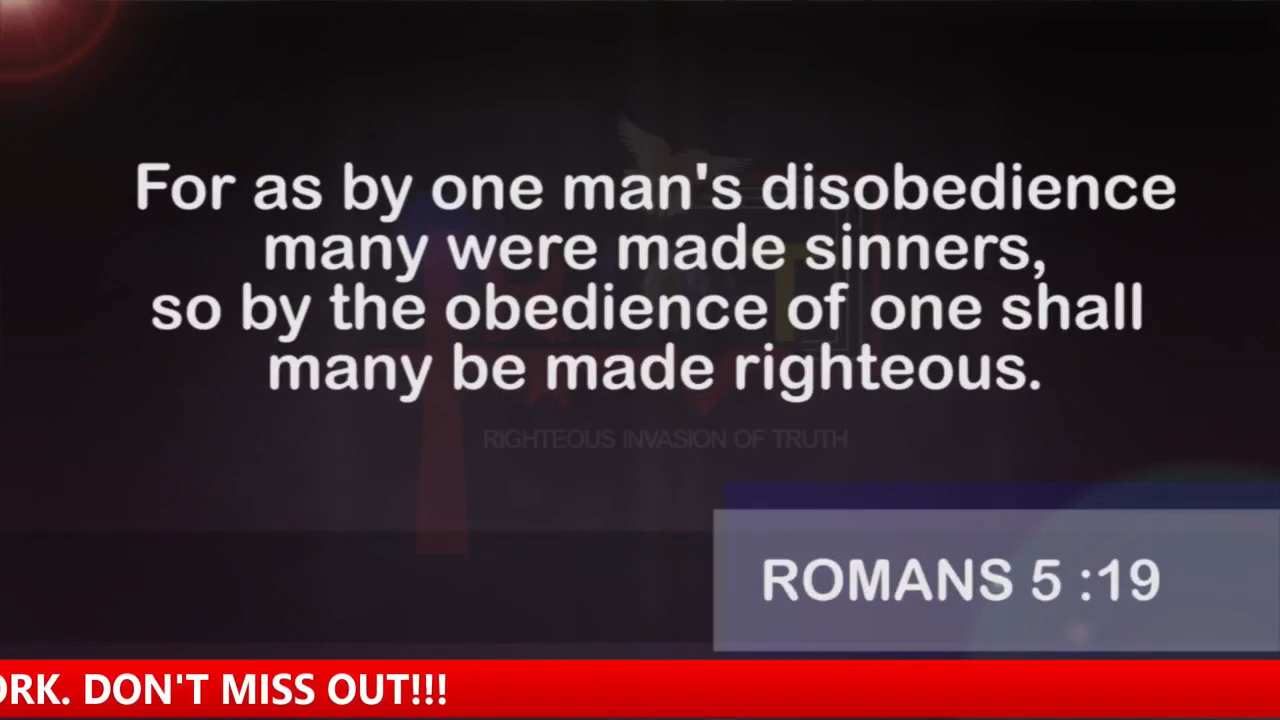 For as by one man's disobedience
many were made sinners,
so by the obedience of one shall
many be made righteous.
RIGHTEOUS INVASION OF TRUTH
ROMANS 5 :19
ORK. DON'T MISS OUT!!!